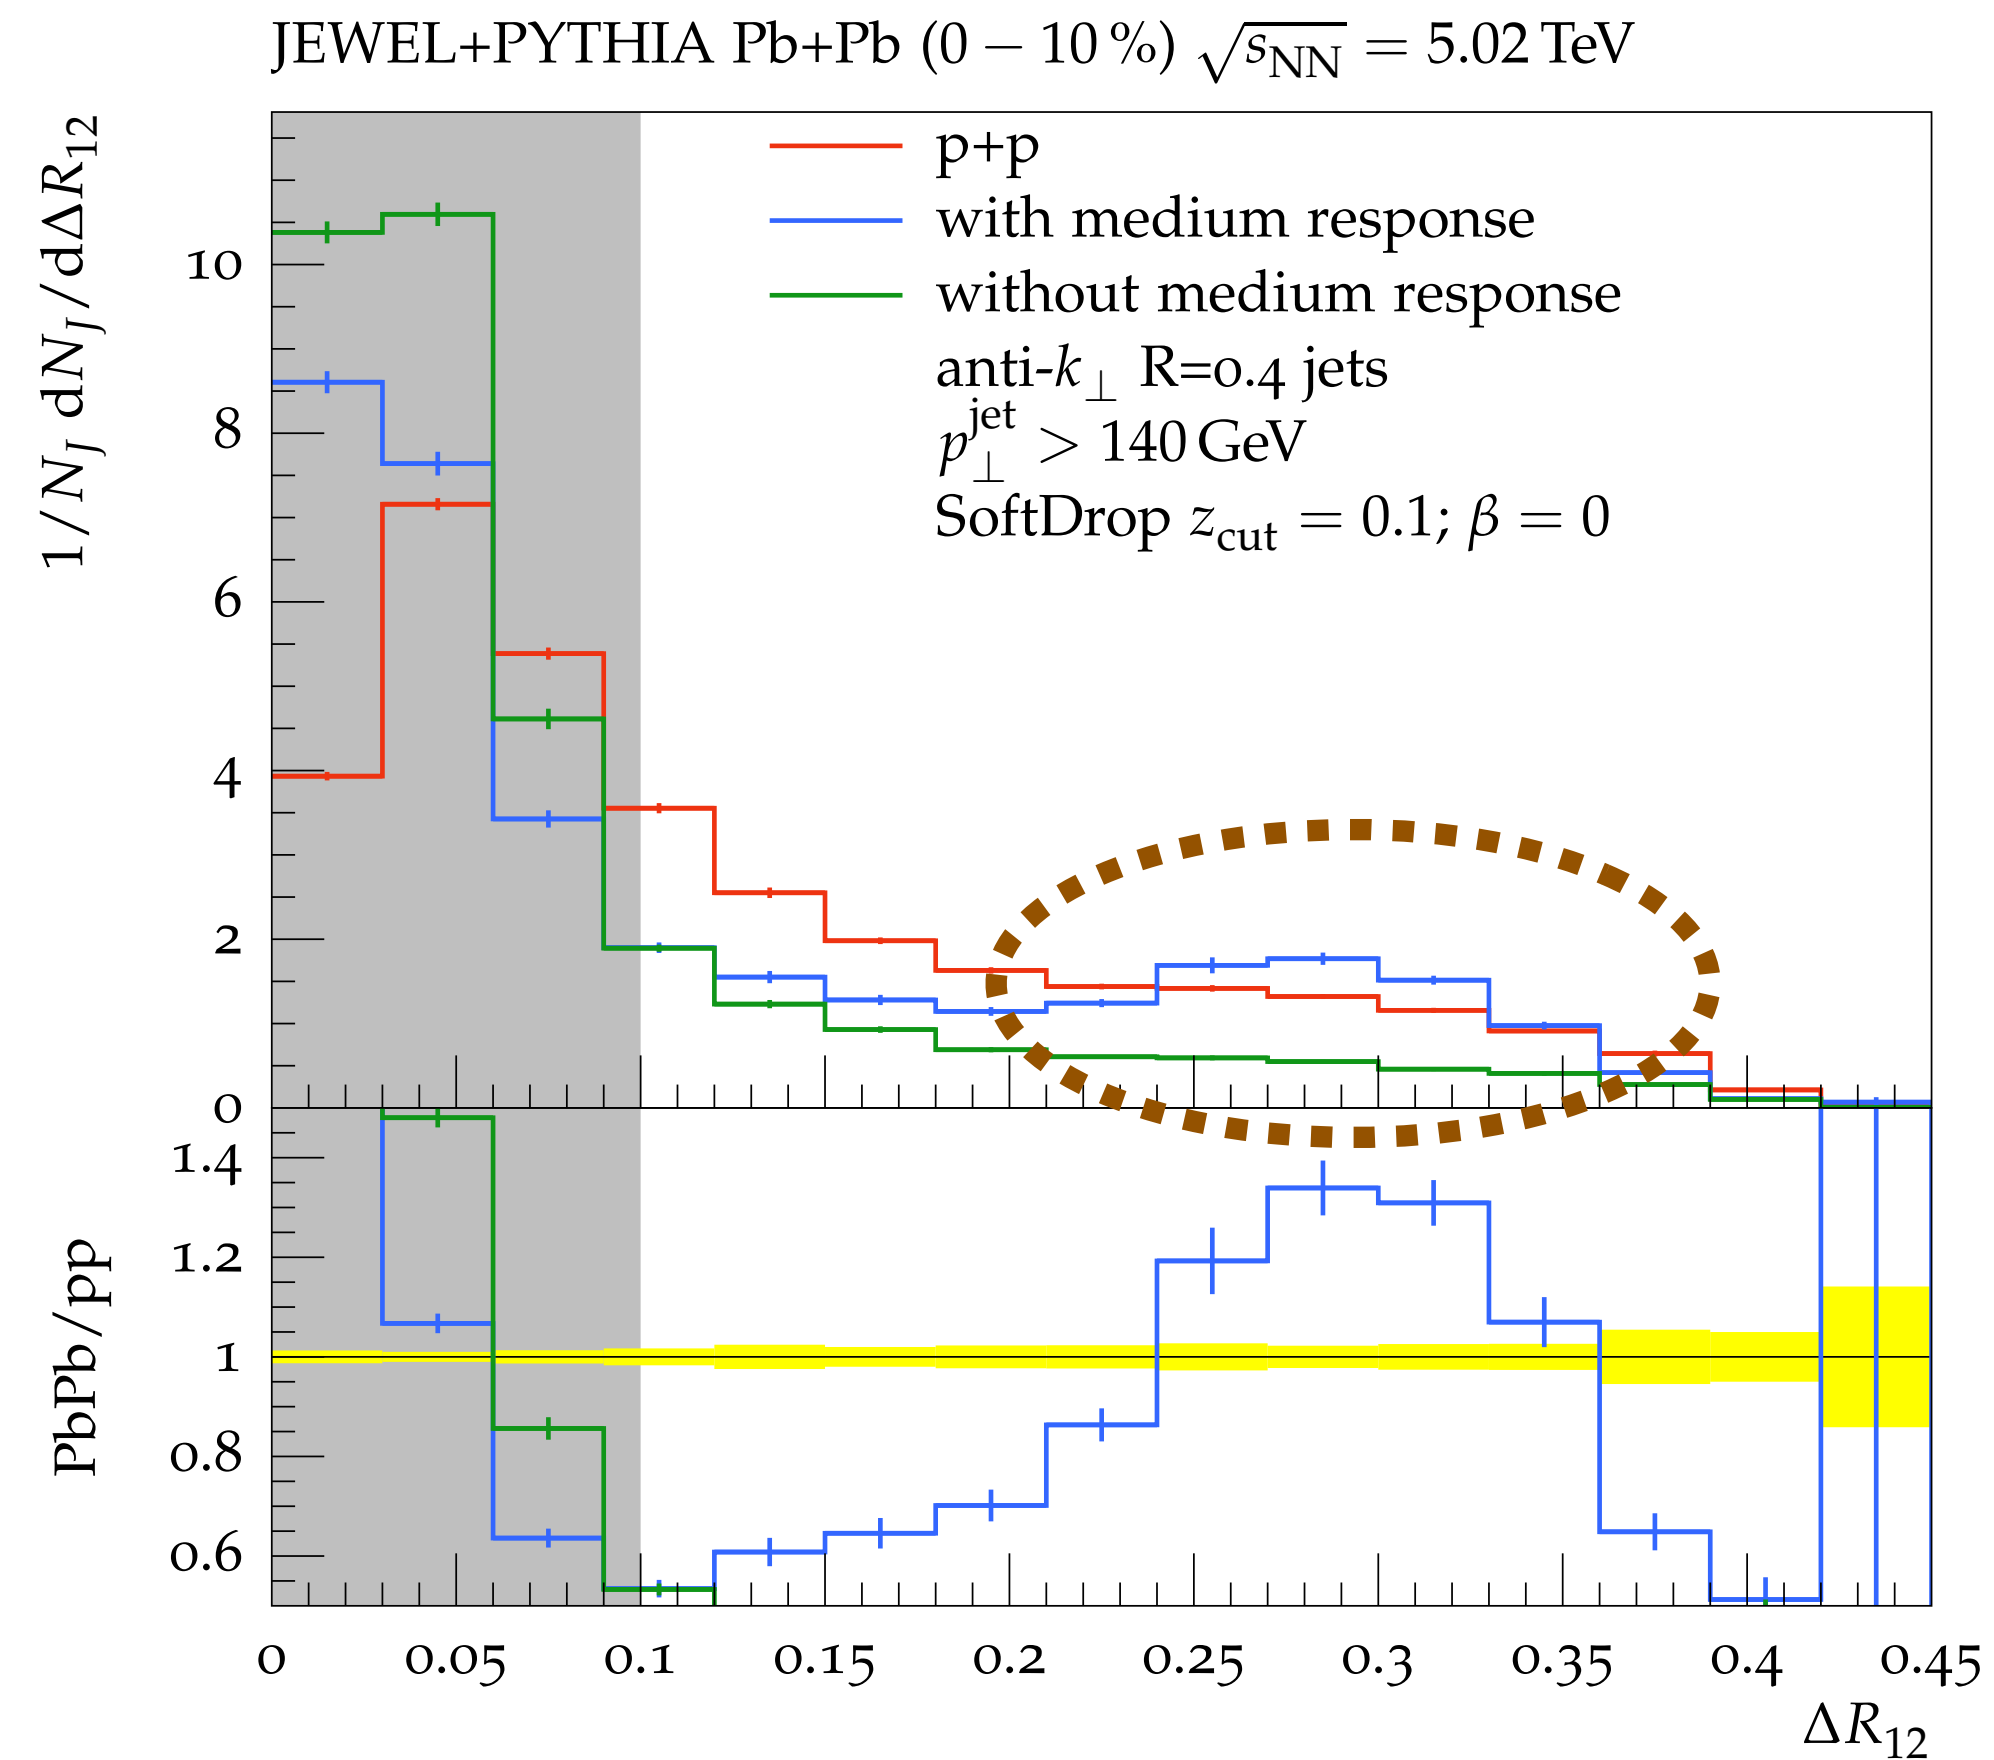 JEWEL+PYTHIA Pb+Pb (0 − 10 %) √sNN = 5.02 TeV
1/NJ dNJ/dΔR12
p+p
with medium response
without medium response
anti-k⊥ R=0.4 jets
p⊥jet > 140 GeV
SoftDrop zcut = 0.1; β = 0
10
8
6
4
2
0
PbPb/pp
1.4
1.2
1
0.8
0.6
0 0.05 0.1 0.15 0.2 0.25 0.3 0.35 0.4 0.45
ΔR12